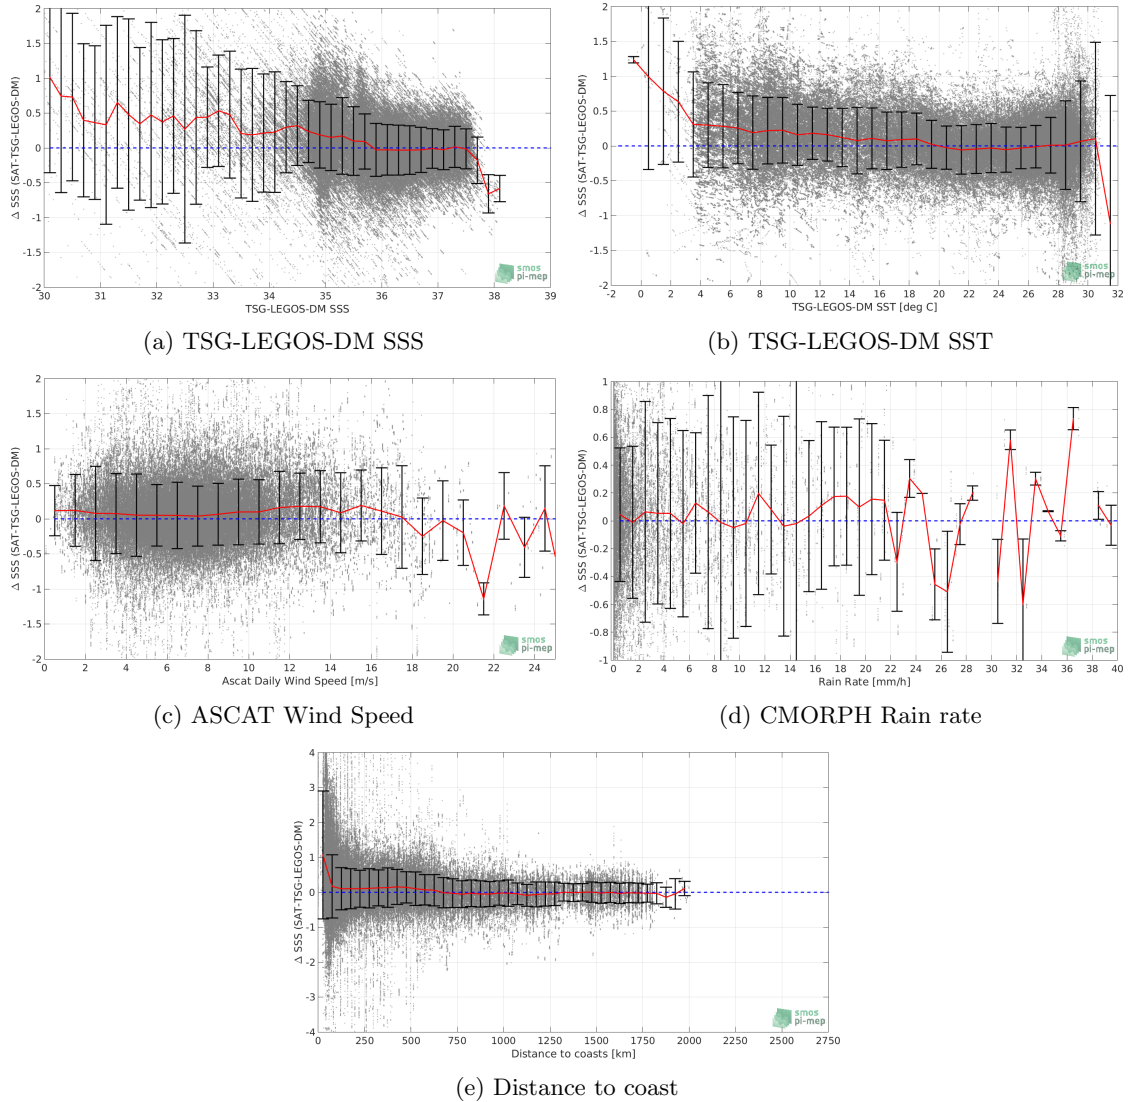 2
1.5
1
0.5
0
-0.5
-1
-1.5
-2
Δ SSS (SAT-TSG-LEGOS-DM)
30 31 32 33 34 35 36 37 38 39
TSG-LEGOS-DM SSS
smos
pi-mep
(a) TSG-LEGOS-DM SSS
2
1.5
1
0.5
0
-0.5
-1
-1.5
-2
Δ SSS (SAT-TSG-LEGOS-DM)
-2 0 2 4 6 8 10 12 14 16 18 20 22 24 26 28 30 32
TSG-LEGOS-DM SST [deg C]
smos
pi-mep
(b) TSG-LEGOS-DM SST
2
1.5
1
0.5
0
-0.5
-1
-1.5
-2
Δ SSS (SAT-TSG-LEGOS-DM)
0 2 4 6 8 10 12 14 16 18 20 22 24
Ascat Daily Wind Speed [m/s]
smos
pi-mep
(c) ASCAT Wind Speed
1
0.8
0.6
0.4
0.2
0
-0.2
-0.4
-0.6
-0.8
-1
Δ SSS (SAT-TSG-LEGOS-DM)
0 2 4 6 8 10 12 14 16 18 20 22 24 26 28 30 32 34 36 38 40
Rain Rate [mm/h]
smos
pi-mep
(d) CMORPH Rain rate
4
3
2
1
0
-1
-2
-3
-4
Δ SSS (SAT-TSG-LEGOS-DM)
0 250 500 750 1000 1250 1500 1750 2000 2250 2500 2750
Distance to coasts [km]
smos
pi-mep
(e) Distance to coast